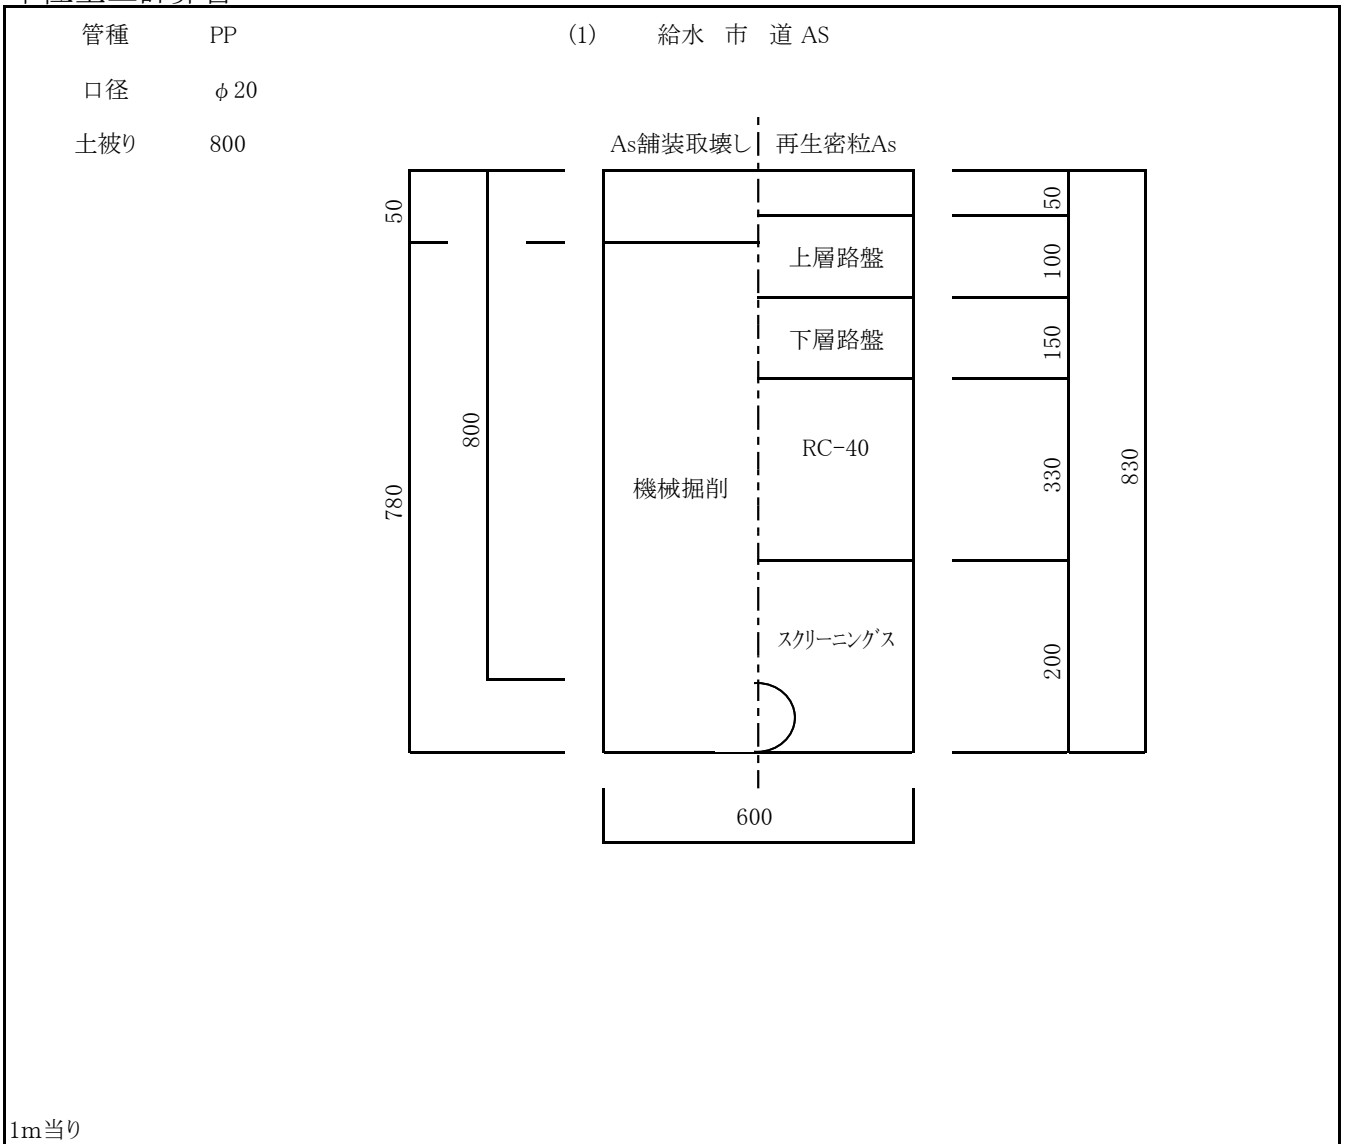 管種 PP (1) 給水 市 道 AS
口径 φ20
土被り 800
As舗装取壊し 再生密粒As
50
50
上層路盤
100
下層路盤
150
800
RC-40
830
機械掘削
330
780
スクリーニングス
200
600
1m当り